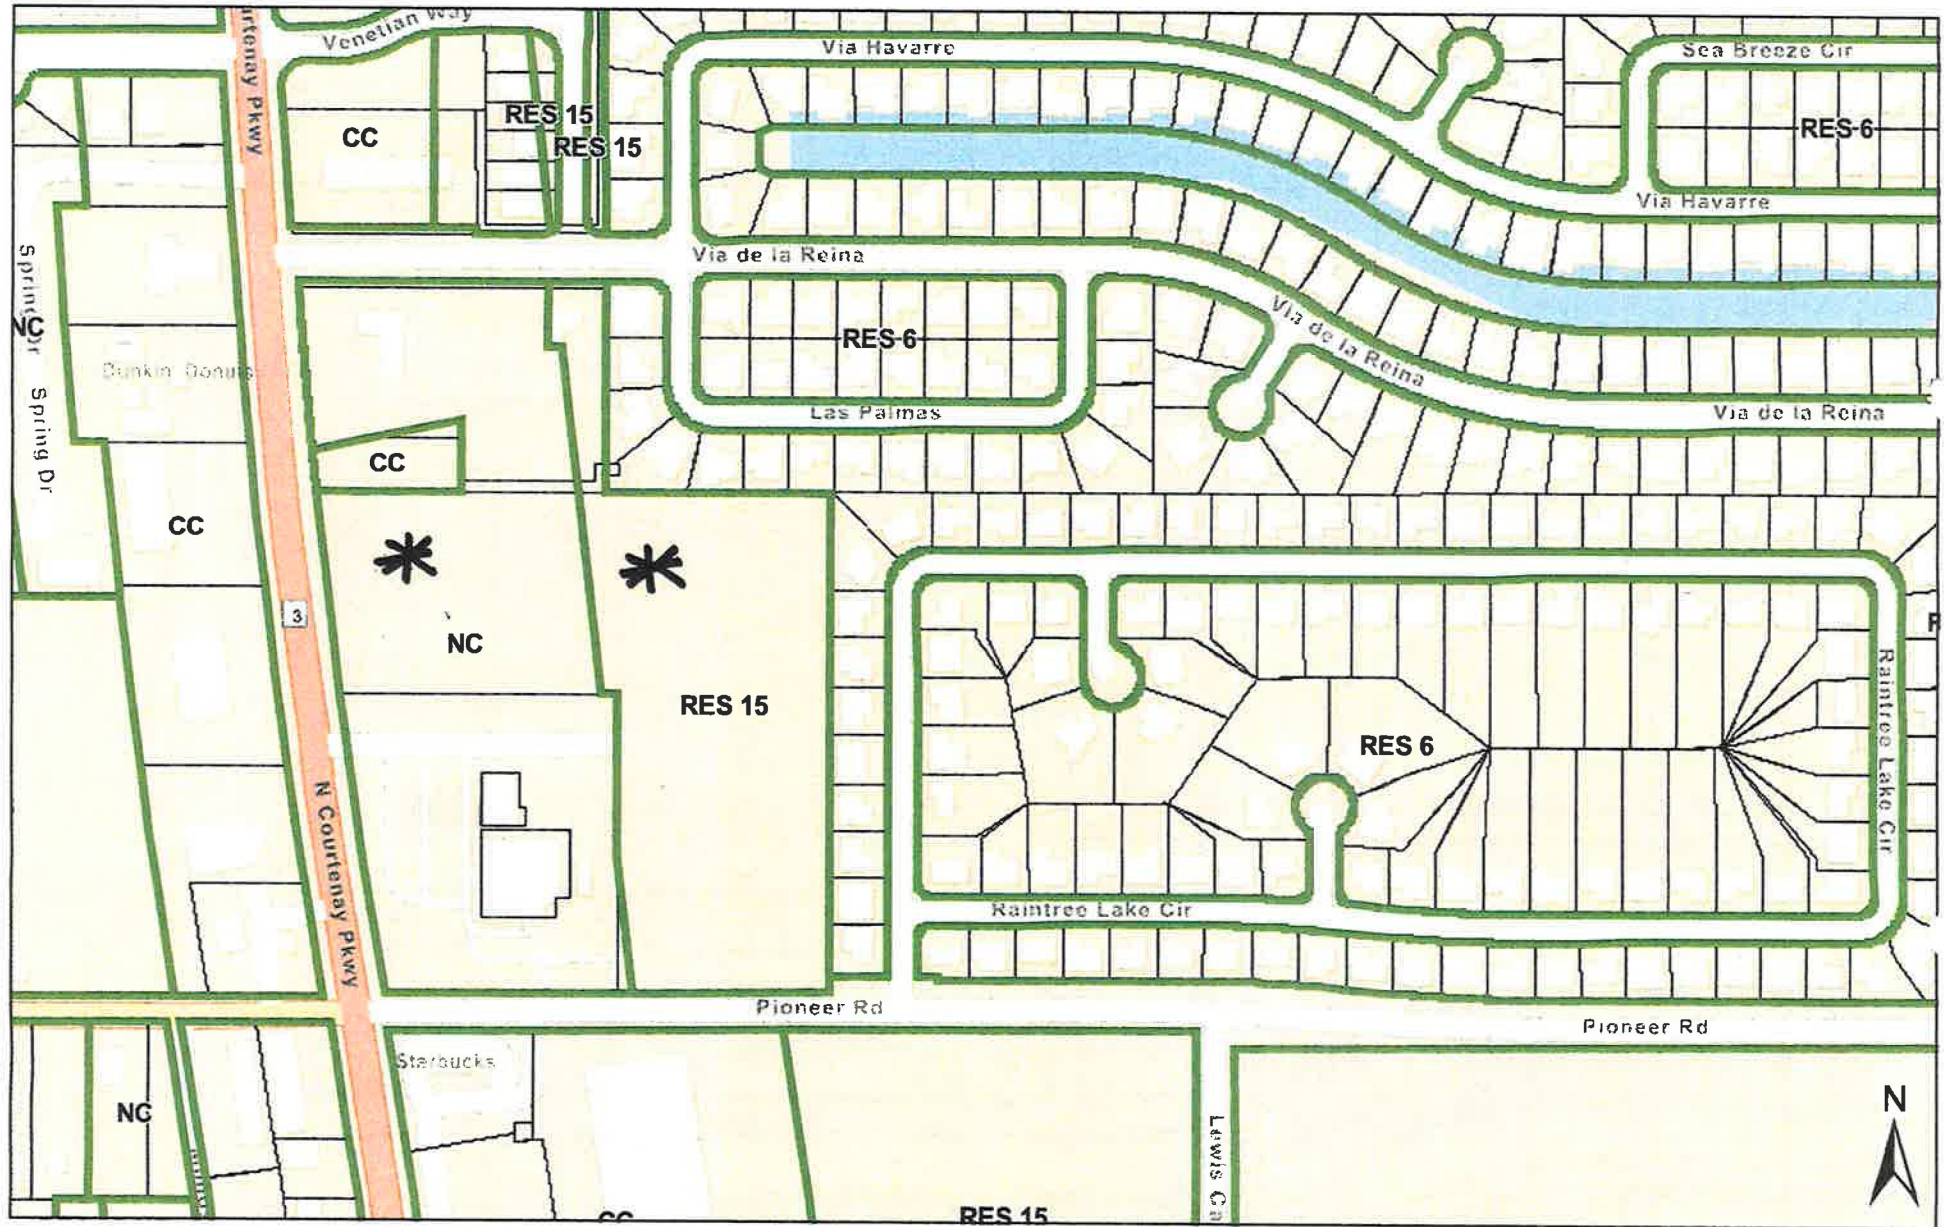 Venetian Way
Via Havarre
Sea Breeze Cir
RES 15
CC
RES 15
RES 6
Via Havarre
Via de la Reina
Spring Dr
NC
Via de la Reina
RES 6
Dunkin' Donuts
Spring Dr
Las Palmas
Via de la Reina
CC
CC
3
NC
RES 15
RES 6
Raintree Lake Cir
N Courtenay Pkwy
Raintree Lake Cir
Pioneer Rd
Pioneer Rd
Starbucks
NC
N
RES 15